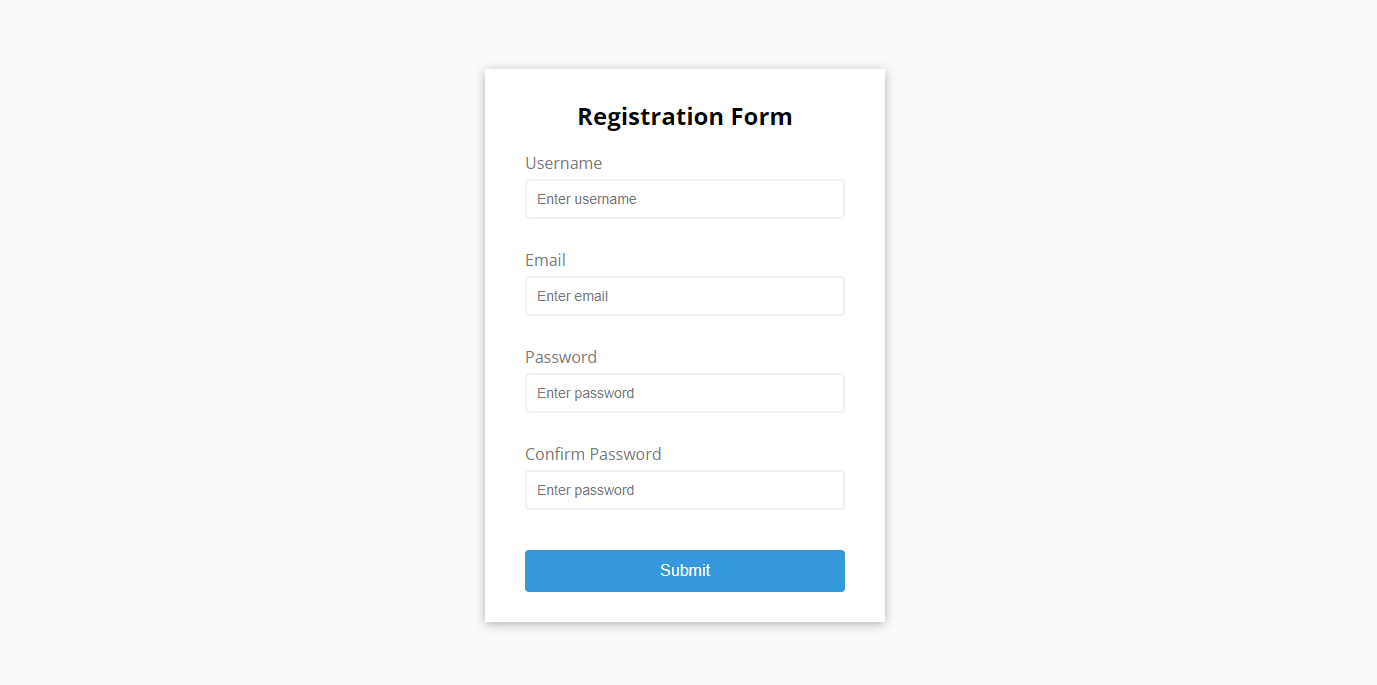 Registration Form
Username
Enter username
Email
Enter email
Password
Enter password
Confirm Password
Enter password
Submit